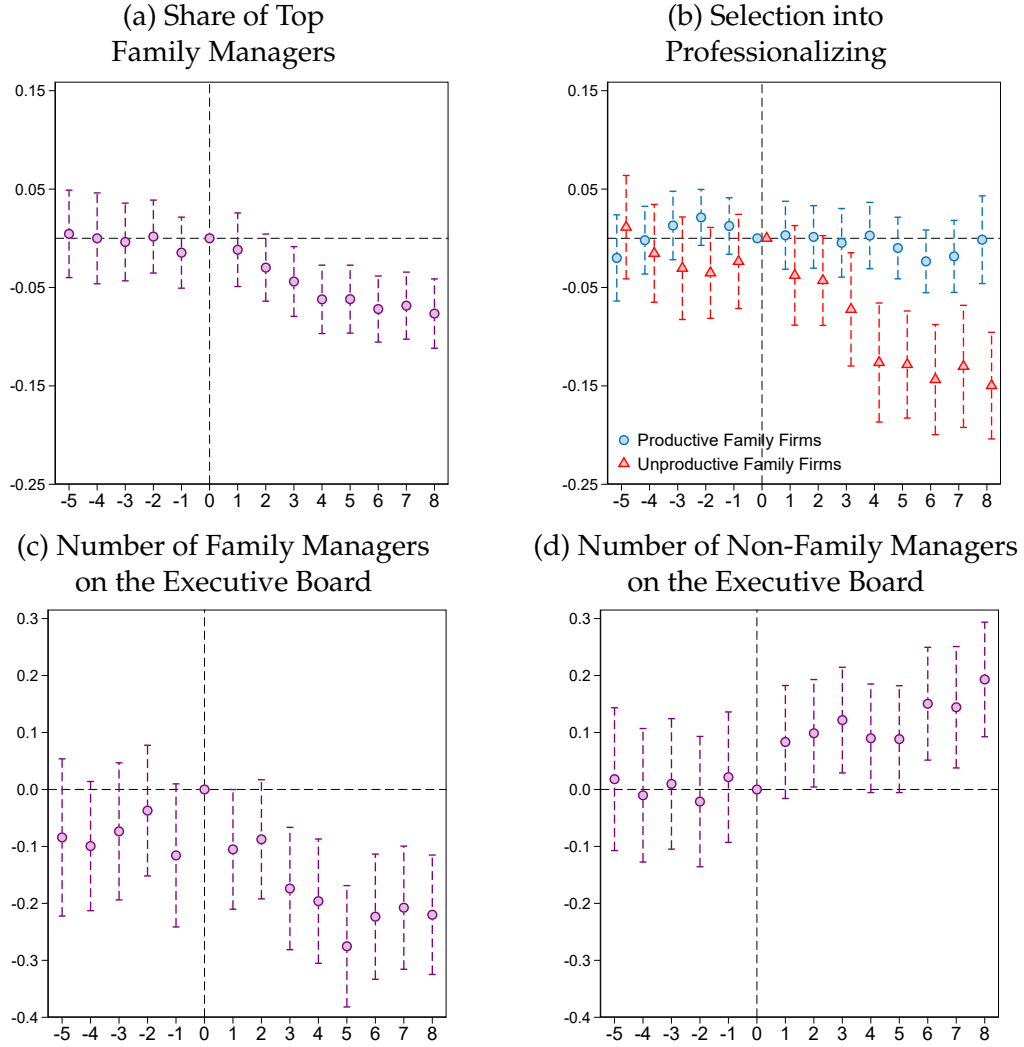 (a) Share of Top
Family Managers
0.15
0.05
-0.05
-0.15
-0.25
-5 -4 -3 -2 -1 0 1 2 3 4 5 6 7 8
(b) Selection into
Professionalizing
0.15
0.05
-0.05
-0.15
-0.25
Productive Family Firms
Unproductive Family Firms
-5 -4 -3 -2 -1 0 1 2 3 4 5 6 7 8
(c) Number of Family Managers
on the Executive Board
0.3
0.2
0.1
0.0
-0.1
-0.2
-0.3
-0.4
-5 -4 -3 -2 -1 0 1 2 3 4 5 6 7 8
(d) Number of Non-Family Managers
on the Executive Board
0.3
0.2
0.1
0.0
-0.1
-0.2
-0.3
-0.4
-5 -4 -3 -2 -1 0 1 2 3 4 5 6 7 8